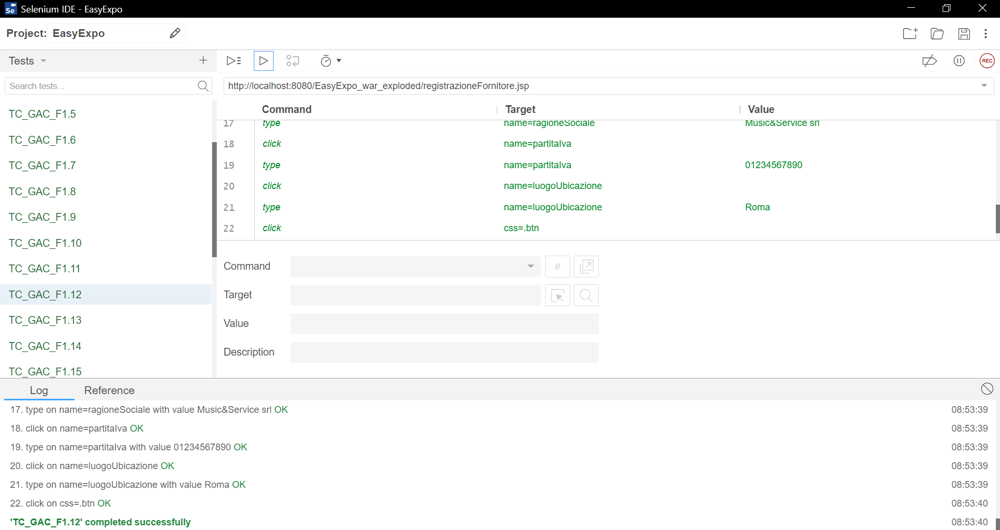 Se Selenium IDE - EasyExpo
Project: EasyExpo
Tests
REC
Search tests...
http://localhost:8080/EasyExpo_war_exploded/registrazioneFornitore.jsp
Command Target Value
TC_GAC_F1.5
TC_GAC_F1.6
TC_GAC_F1.7
TC_GAC_F1.8
TC_GAC_F1.9
TC_GAC_F1.10
TC_GAC_F1.11
TC_GAC_F1.12
TC_GAC_F1.13
TC_GAC_F1.14
TC_GAC_F1.15
17 type name=ragioneSociale Music&Service srl
18 click name=partitaIva
19 type name=partitaIva 01234567890
20 click name=luogoUbicazione
21 type name=luogoUbicazione Roma
22 click css=.btn
Command //
Target
Value
Description
Log Reference
17. type on name=ragioneSociale with value Music&Service srl OK 08:53:39
18. click on name=partitaIva OK 08:53:39
19. type on name=partitaIva with value 01234567890 OK 08:53:39
20. click on name=luogoUbicazione OK 08:53:39
21. type on name=luogoUbicazione with value Roma OK 08:53:39
22. click on css=.btn OK 08:53:40
'TC_GAC_F1.12' completed successfully 08:53:40